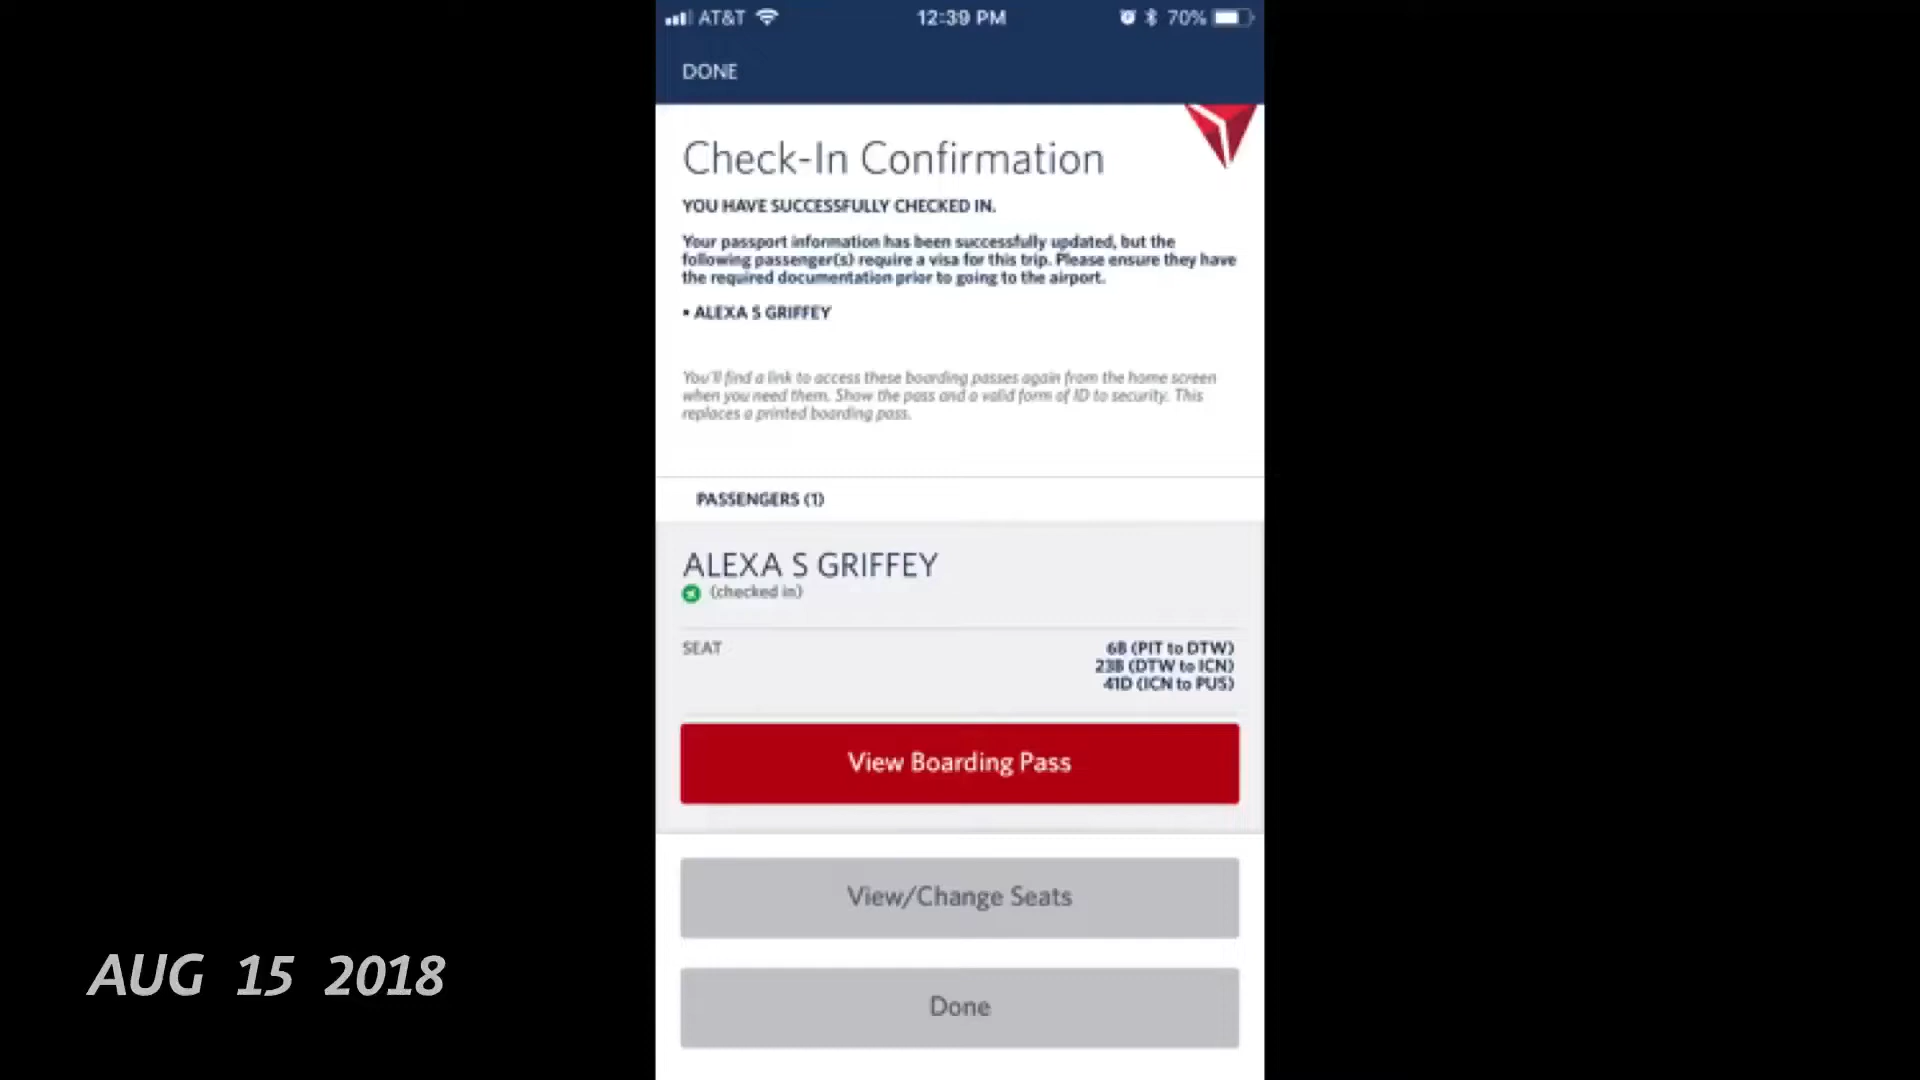 AT&T 12:39 PM 70%
DONE
Check-In Confirmation
YOU HAVE SUCCESSFULLY CHECKED IN.
Your passport information has been successfully updated, but the
following passenger(s) require a visa for this trip. Please ensure they have
the required documentation prior to going to the airport.
• ALEXA S GRIFFEY
You'll find a link to access these boarding passes again from the home screen
when you need them. Show the pass and a valid form of ID to security. This
replaces a printed boarding pass.
PASSENGERS (1)
ALEXA S GRIFFEY
(checked in)
SEAT 6B (PIT to DTW)
23B (DTW to ICN)
41D (ICN to PUS)
View Boarding Pass
View/Change Seats
Done
AUG 15 2018